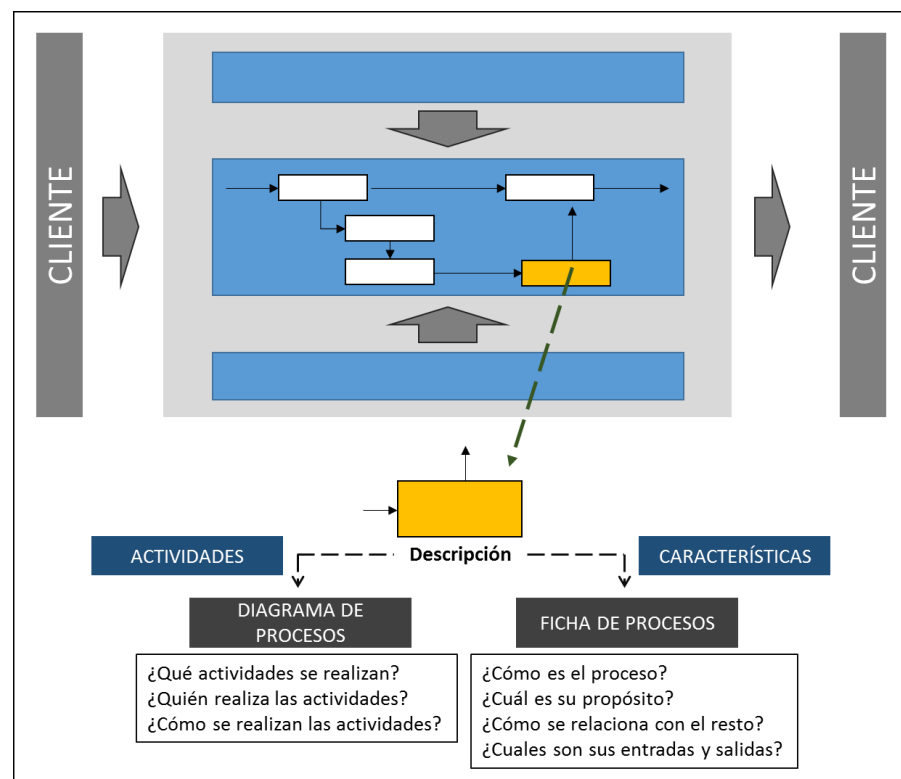 CLIENTE
CLIENTE
Descripción
ACTIVIDADES
CARACTERÍSTÍCAS
DIAGRAMA DE
PROCESOS
FICHA DE PROCESOS
¿Qué actividades se realizan?
¿Quién realiza las actividades?
¿Cómo se realizan las actividades?
¿Cómo es el proceso?
¿Cuál es su propósito?
¿Cómo se relaciona con el resto?
¿Cuales son sus entradas y salidas?